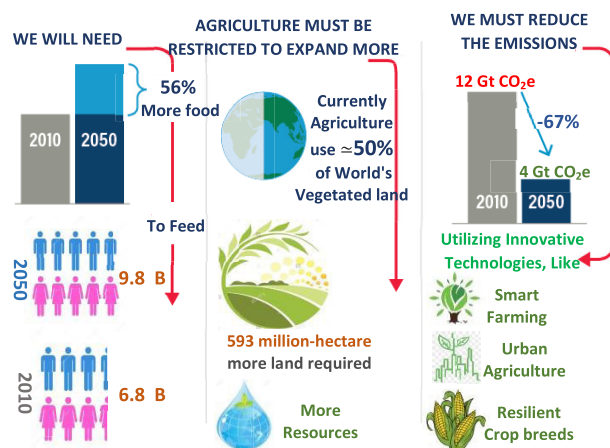 WE WILL NEED
56%
More food
2010
2050
To Feed
2050
9.8 B
2010
6.8 B
AGRICULTURE MUST BE
RESTRICTED TO EXPAND MORE
Currently
Agriculture
use ≃50%
of World's
Vegetated land
593 million-hectare
more land required
More
Resources
WE MUST REDUCE
THE EMISSIONS
12 Gt CO₂e
-67%
4 Gt CO₂e
2010
2050
Utilizing Innovative
Technologies, Like
Smart
Farming
Urban
Agriculture
Resilient
Crop breeds